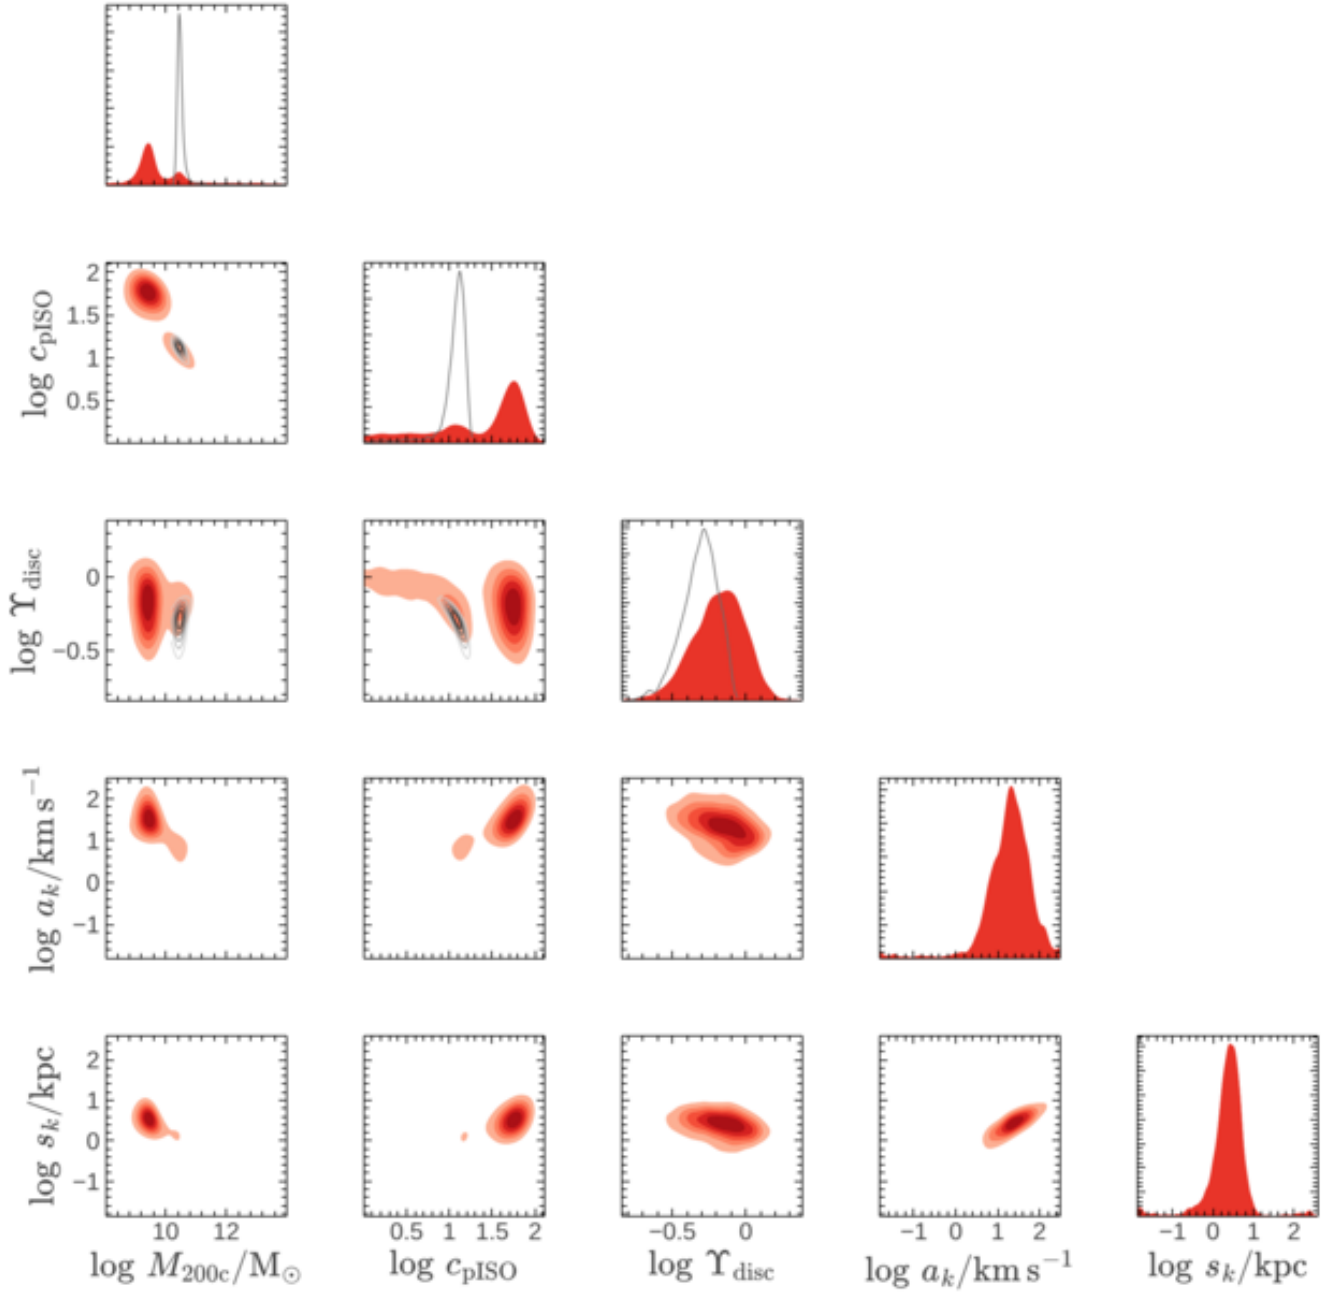 2
1.5
1
0.5
log c_pISO
0
−0.5
log ϒ_disc
2
1
0
−1
log a_k/km s⁻¹
2
1
0
−1
log s_k/kpc
10 12
0.5 1 1.5 2
−0.5 0
−1 0 1 2
−1 0 1 2
log M_200c/M_⊙
log c_pISO
log ϒ_disc
log a_k/km s⁻¹
log s_k/kpc